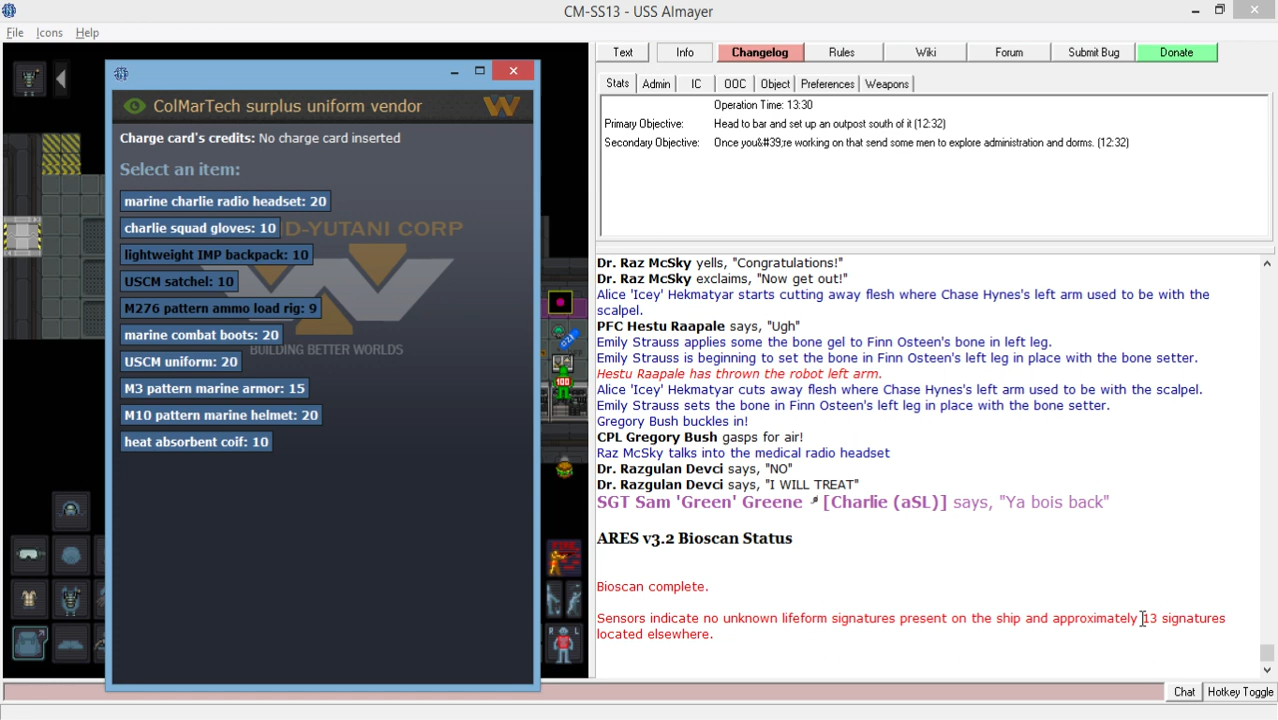 CM-SS13 - USS Almayer
File Icons Help
ColMarTech surplus uniform vendor
Charge card's credits: No charge card inserted
Select an item:
marine charlie radio headset: 20
charlie squad gloves: 10
D-YUTANI CORP
lightweight IMP backpack: 10
USCM satchel: 10
M276 pattern ammo load rig: 9
marine combat boots: 20
BUILDING BETTER WORLDS
USCM uniform: 20
M3 pattern marine armor: 15
M10 pattern marine helmet: 20
heat absorbent coif: 10
100
Text Info Changelog Rules Wiki Forum Submit Bug Donate
Stats Admin IC OOC Object Preferences Weapons
Operation Time: 13:30
Primary Objective: Head to bar and set up an outpost south of it (12:32)
Secondary Objective: Once you&#39;re working on that send some men to explore administration and dorms. (12:32)
Dr. Raz McSky yells, "Congratulations!"
Dr. Raz McSky exclaims, "Now get out!"
Alice 'Icey' Hekmatyar starts cutting away flesh where Chase Hynes's left arm used to be with the
scalpel.
PFC Hestu Raapale says, "Ugh"
Emily Strauss applies some the bone gel to Finn Osteen's bone in left leg.
Emily Strauss is beginning to set the bone in Finn Osteen's left leg in place with the bone setter.
Hestu Raapale has thrown the robot left arm.
Alice 'Icey' Hekmatyar cuts away flesh where Chase Hynes's left arm used to be with the scalpel.
Emily Strauss sets the bone in Finn Osteen's left leg in place with the bone setter.
Gregory Bush buckles in!
CPL Gregory Bush gasps for air!
Raz McSky talks into the medical radio headset
Dr. Razgulan Devci says, "NO"
Dr. Razgulan Devci says, "I WILL TREAT"
SGT Sam 'Green' Greene [Charlie (aSL)] says, "Ya bois back"
ARES v3.2 Bioscan Status
Bioscan complete.
Sensors indicate no unknown lifeform signatures present on the ship and approximately 13 signatures
located elsewhere.
Chat Hotkey Toggle